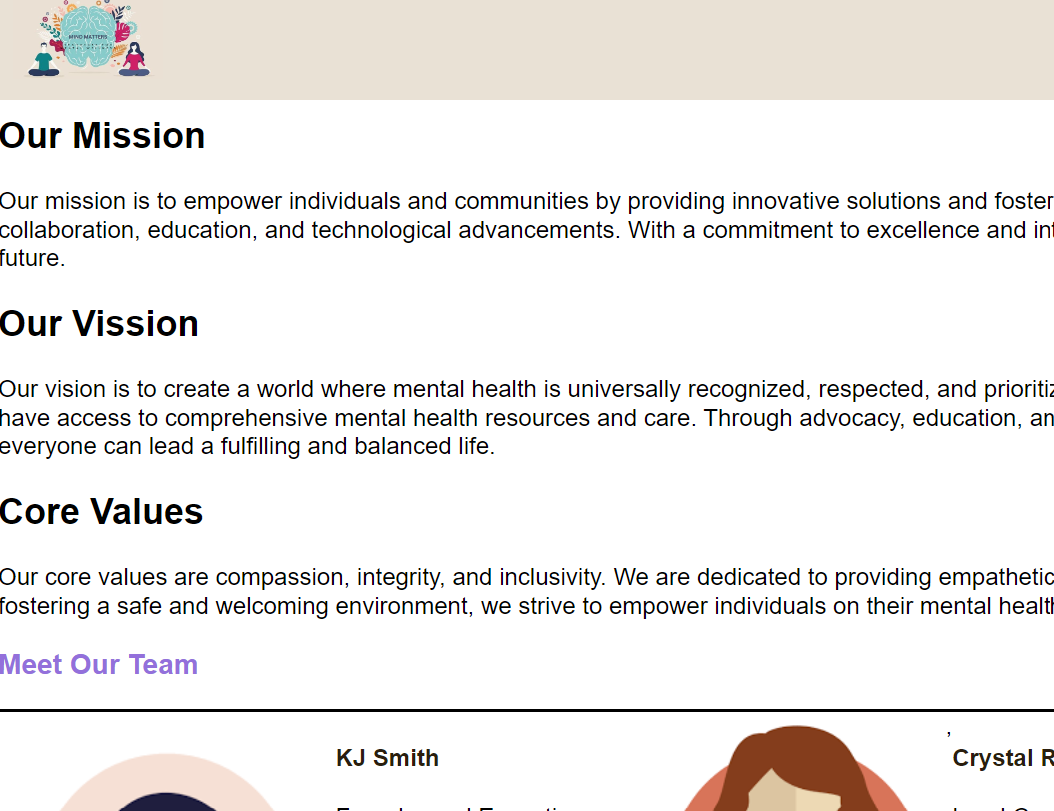 MIND MATTERS
Our Mission
Our mission is to empower individuals and communities by providing innovative solutions and foster
collaboration, education, and technological advancements. With a commitment to excellence and int
future.
Our Vission
Our vision is to create a world where mental health is universally recognized, respected, and prioritiz
have access to comprehensive mental health resources and care. Through advocacy, education, an
everyone can lead a fulfilling and balanced life.
Core Values
Our core values are compassion, integrity, and inclusivity. We are dedicated to providing empathetic
fostering a safe and welcoming environment, we strive to empower individuals on their mental health
Meet Our Team
,
KJ Smith
Crystal R